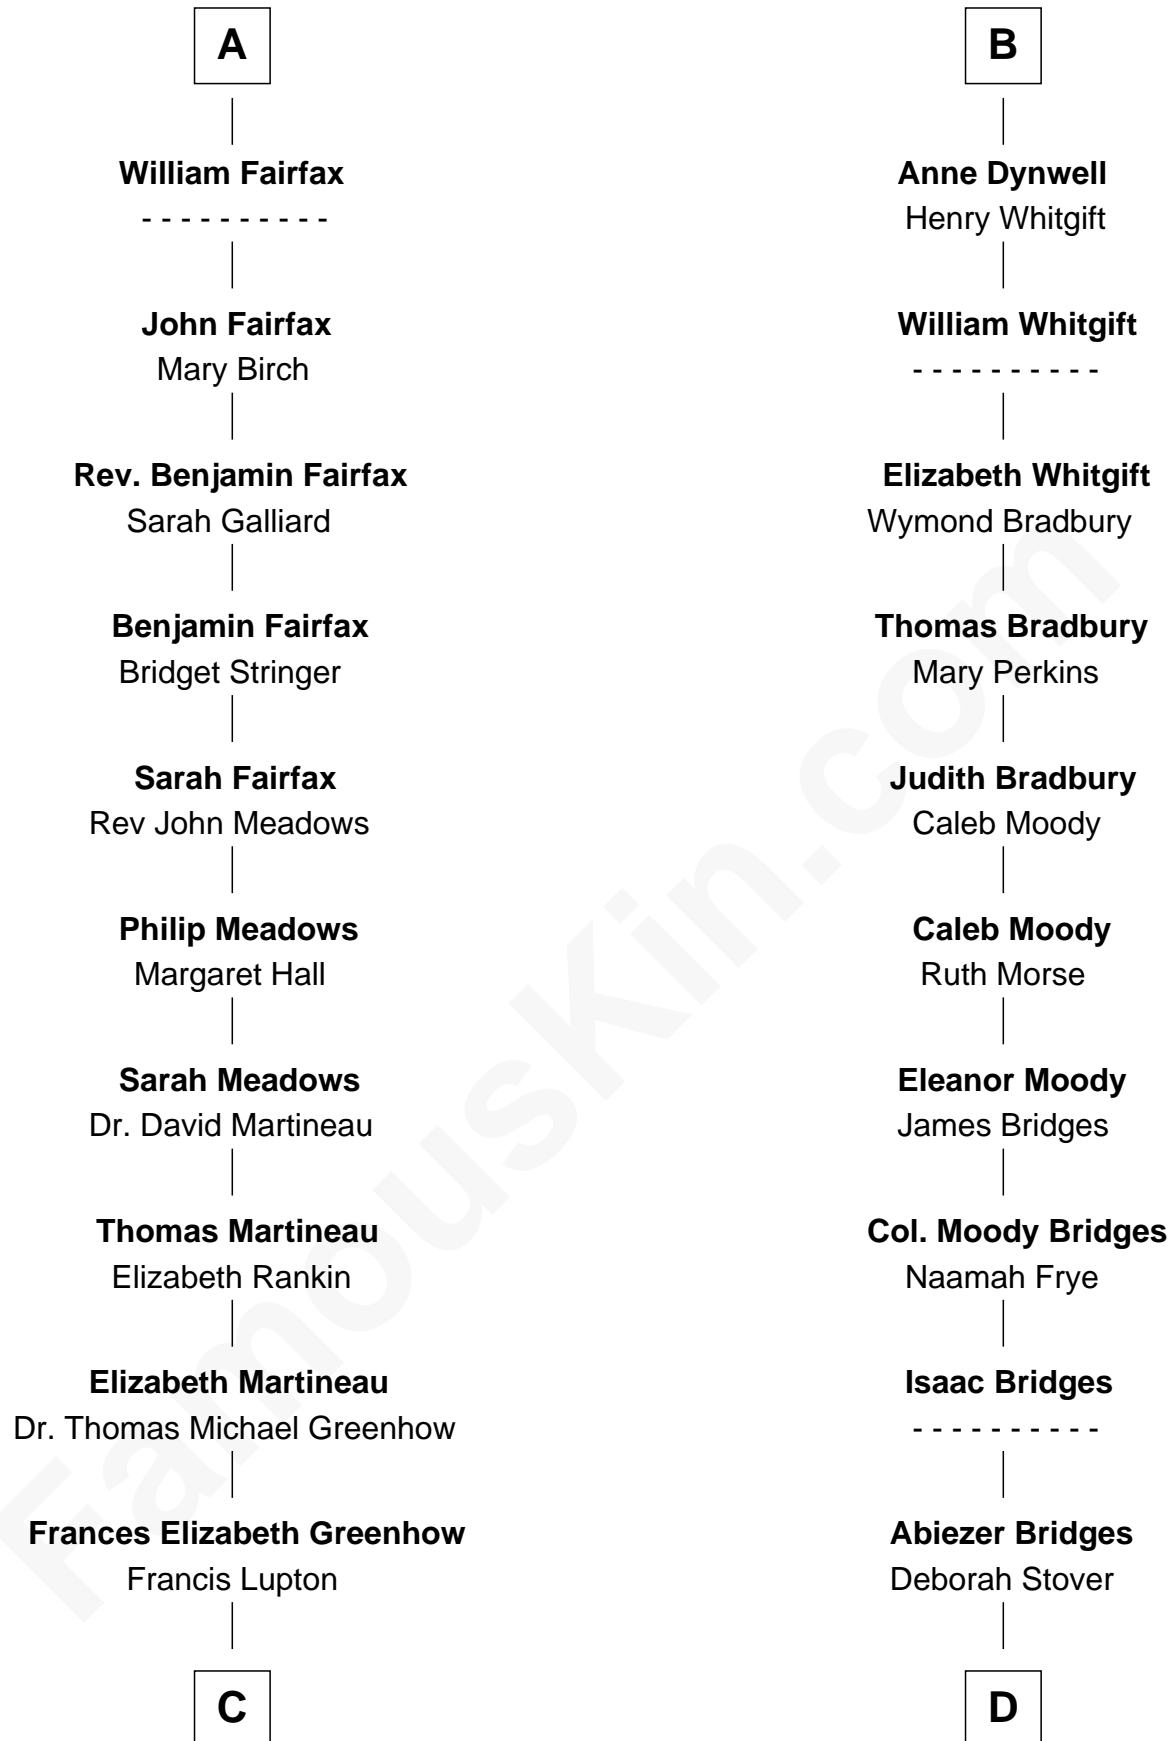 A
William Fairfax
- - - - - - - - - -
John Fairfax
Mary Birch
Rev. Benjamin Fairfax
Sarah Galliard
Benjamin Fairfax
Bridget Stringer
Sarah Fairfax
Rev John Meadows
Philip Meadows
Margaret Hall
Sarah Meadows
Dr. David Martineau
Thomas Martineau
Elizabeth Rankin
Elizabeth Martineau
Dr. Thomas Michael Greenhow
Frances Elizabeth Greenhow
Francis Lupton
C
B
Anne Dynwell
Henry Whitgift
William Whitgift
- - - - - - - - - -
Elizabeth Whitgift
Wymond Bradbury
Thomas Bradbury
Mary Perkins
Judith Bradbury
Caleb Moody
Caleb Moody
Ruth Morse
Eleanor Moody
James Bridges
Col. Moody Bridges
Naamah Frye
Isaac Bridges
- - - - - - - - - -
Abiezer Bridges
Deborah Stover
D
FamousKin.com